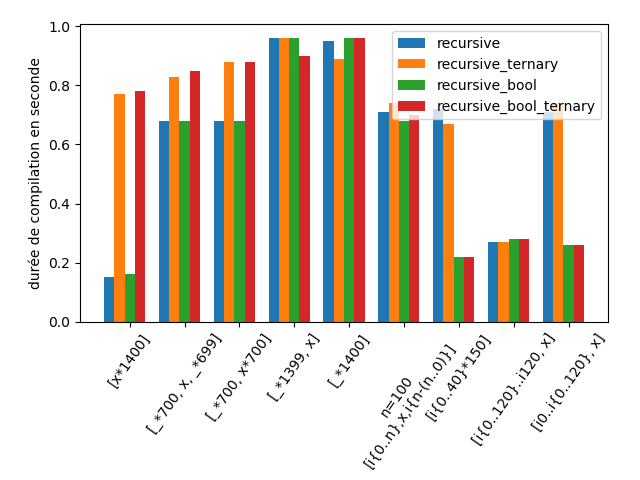 durée de compilation en seconde
1.0
0.8
0.6
0.4
0.2
0.0
recursive
recursive_ternary
recursive_bool
recursive_bool_ternary
[x*1400]
[_*700, x, _*699]
[_*700, x*700]
[_*1399, x]
[_*1400]
n=100
[i{0..n},x,i{n-(n..0)}]
[i{0..40}*150]
[i{0..120}..i120, x]
[i0..i{0..120}, x]